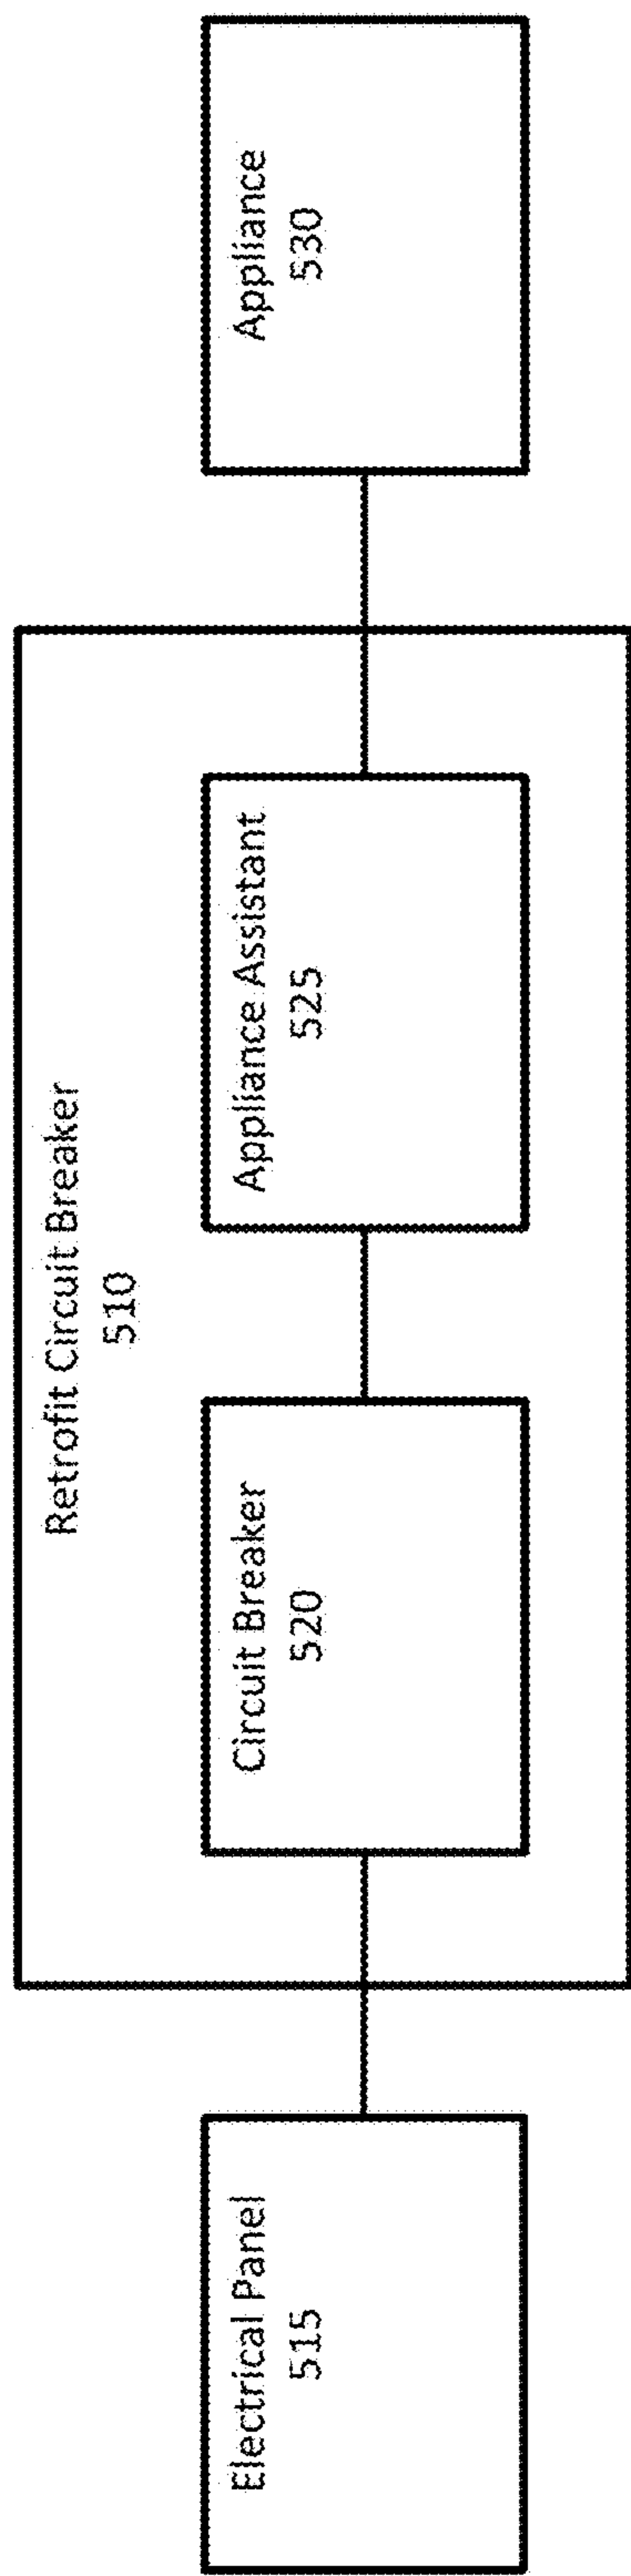 Retrofit Circuit Breaker
510
Electrical Panel
515
Circuit Breaker
520
Appliance Assistant
525
Appliance
530